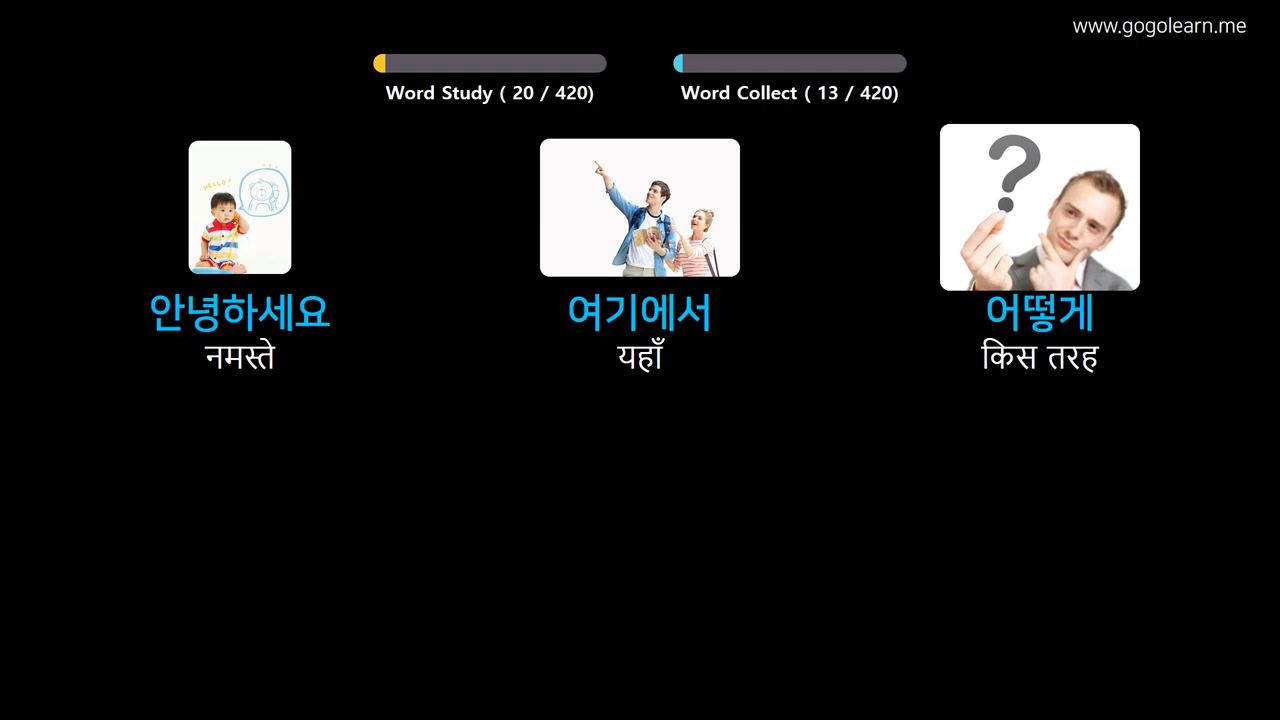 www.gogolearn.me
Word Study ( 20 / 420)
Word Collect ( 13 / 420)
HELLO!
안녕하세요
नमस्ते
여기에서
यहाँ
어떻게
किस तरह